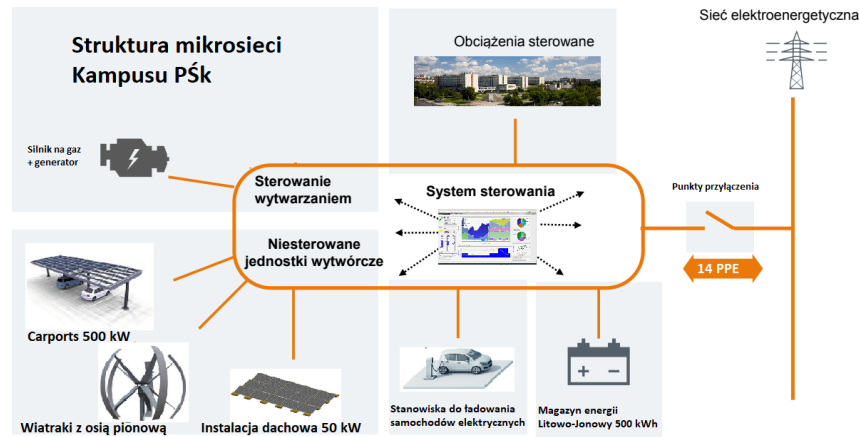 Struktura mikrosieci
Kampusu PŚk
Obciążenia sterowane
Sieć elektroenergetyczna
Silnik na gaz
+ generator
Sterowanie
wytwarzaniem
System sterowania
Punkty przyłączenia
Niesterowane
jednostki wytwórcze
14 PPE
Carports 500 kW
Wiatraki z osią pionową
Instalacja dachowa 50 kW
Stanowiska do ładowania
samochodów elektrycznych
Magazyn energii
Litowo-Jonowy 500 kWh